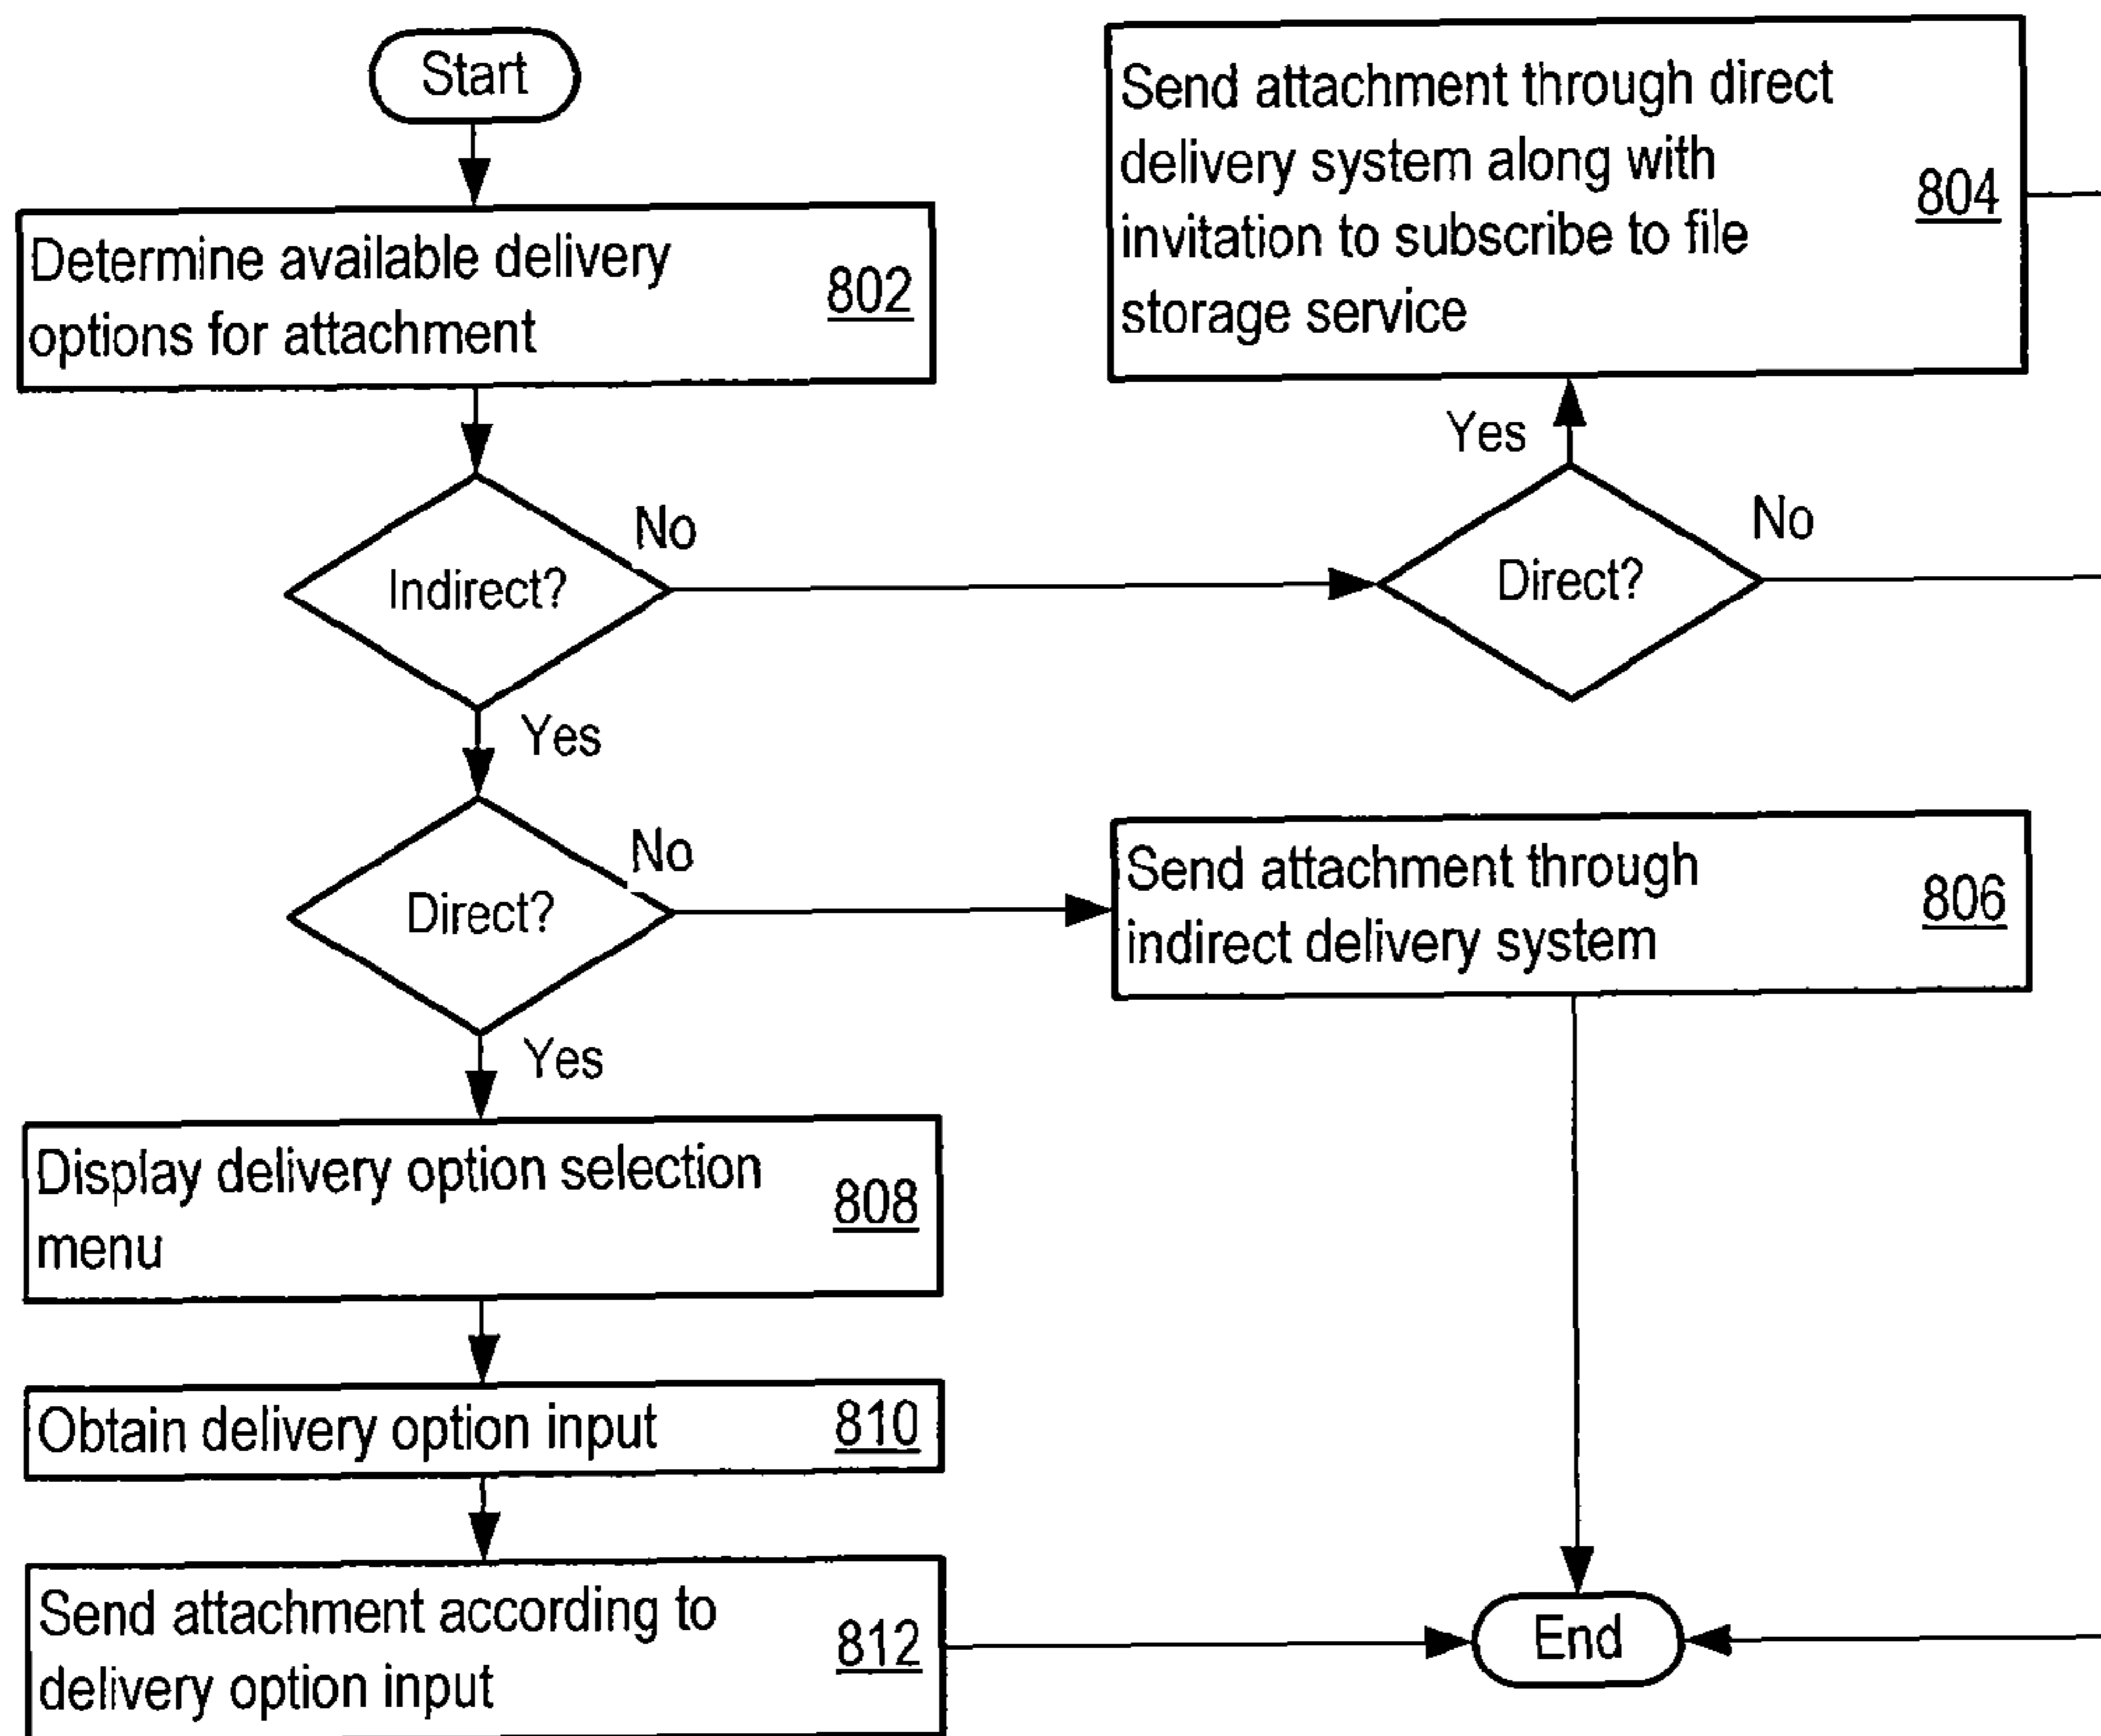 Start
Determine available delivery
options for attachment
802
Indirect?
No
Yes
Send attachment through direct
delivery system along with
invitation to subscribe to file
storage service
804
Yes
Direct?
No
Direct?
No
Yes
Send attachment through
indirect delivery system
806
Display delivery option selection
menu
808
Obtain delivery option input
810
Send attachment according to
delivery option input
812
End